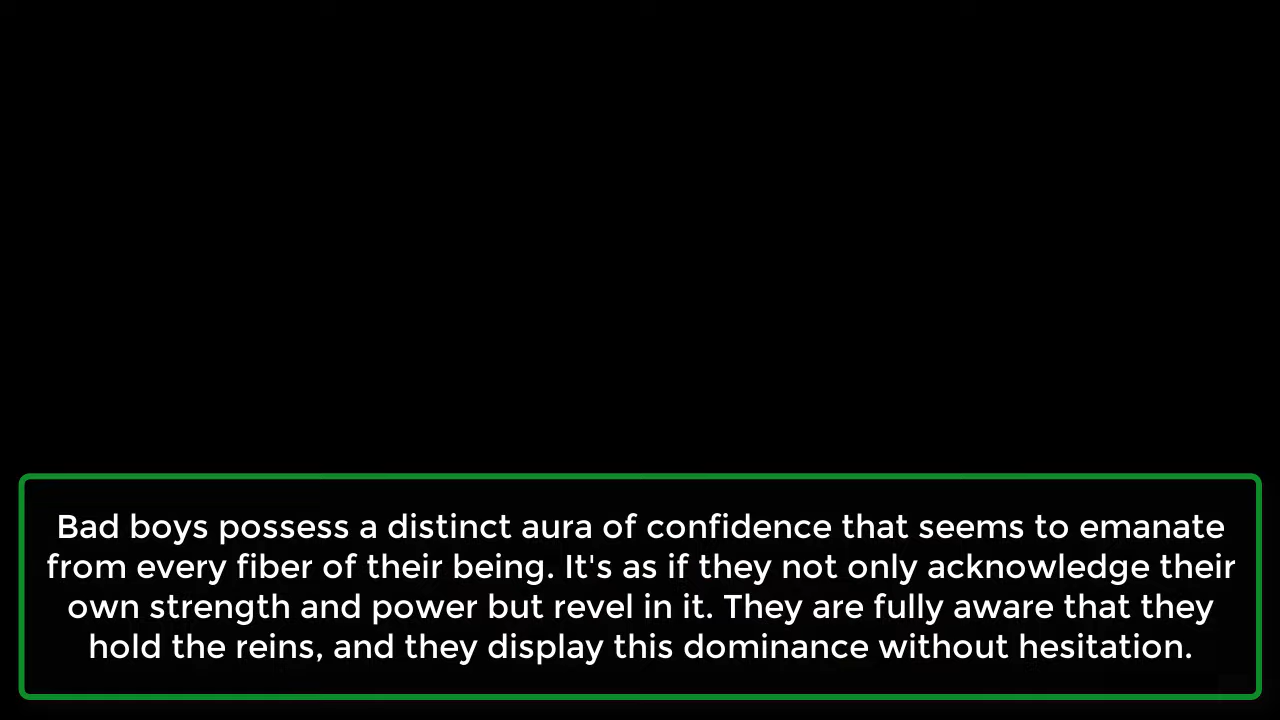 Bad boys possess a distinct aura of confidence that seems to emanate
from every fiber of their being. It's as if they not only acknowledge their
own strength and power but revel in it. They are fully aware that they
hold the reins, and they display this dominance without hesitation.